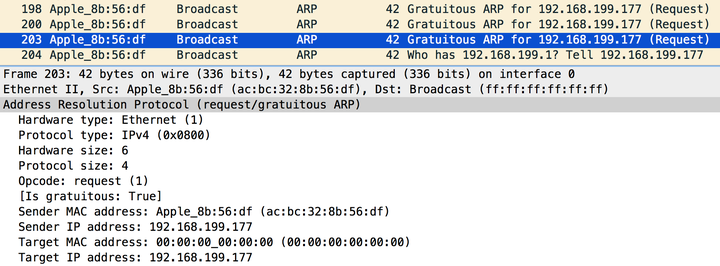 198 Apple_8b:56:df Broadcast ARP 42 Gratuitous ARP for 192.168.199.177 (Request)
200 Apple_8b:56:df Broadcast ARP 42 Gratuitous ARP for 192.168.199.177 (Request)
203 Apple_8b:56:df Broadcast ARP 42 Gratuitous ARP for 192.168.199.177 (Request)
204 Apple_8b:56:df Broadcast ARP 42 Who has 192.168.199.1? Tell 192.168.199.177
Frame 203: 42 bytes on wire (336 bits), 42 bytes captured (336 bits) on interface 0
Ethernet II, Src: Apple_8b:56:df (ac:bc:32:8b:56:df), Dst: Broadcast (ff:ff:ff:ff:ff:ff)
Address Resolution Protocol (request/gratuitous ARP)
Hardware type: Ethernet (1)
Protocol type: IPv4 (0x0800)
Hardware size: 6
Protocol size: 4
Opcode: request (1)
[Is gratuitous: True]
Sender MAC address: Apple_8b:56:df (ac:bc:32:8b:56:df)
Sender IP address: 192.168.199.177
Target MAC address: 00:00:00_00:00:00 (00:00:00:00:00:00)
Target IP address: 192.168.199.177